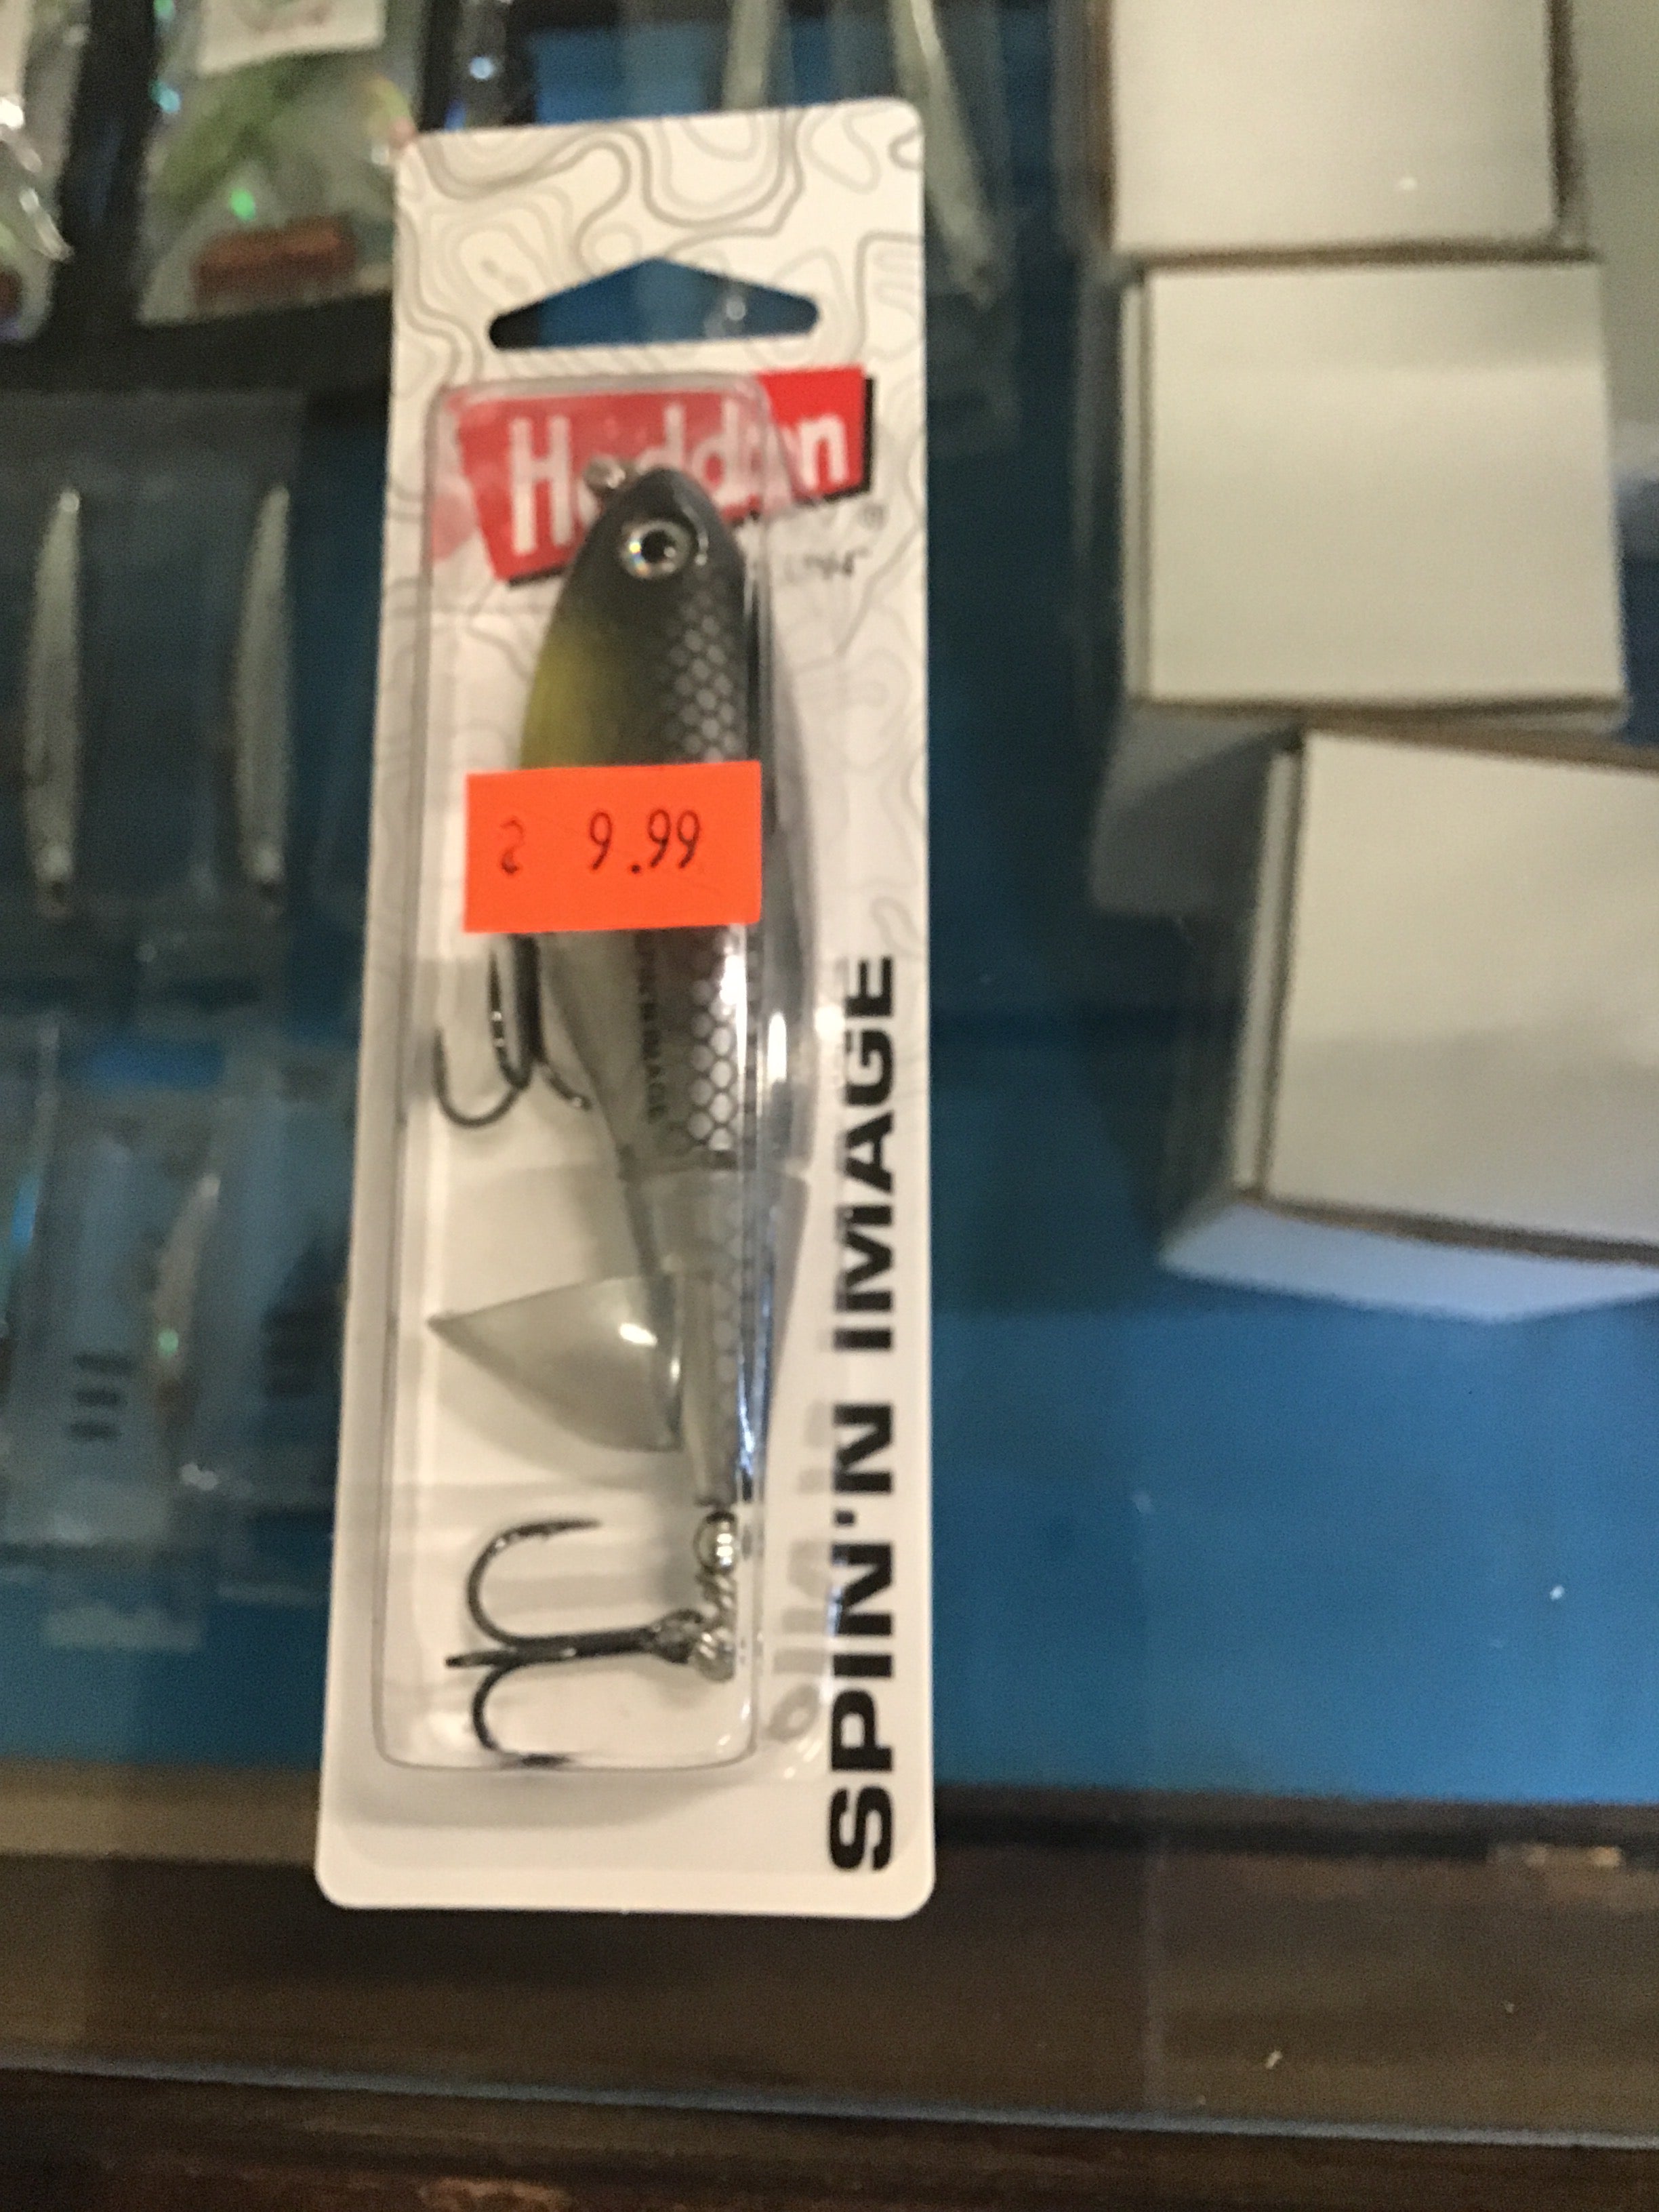 Heddon
2 9.99
SPIN'N IMAGE